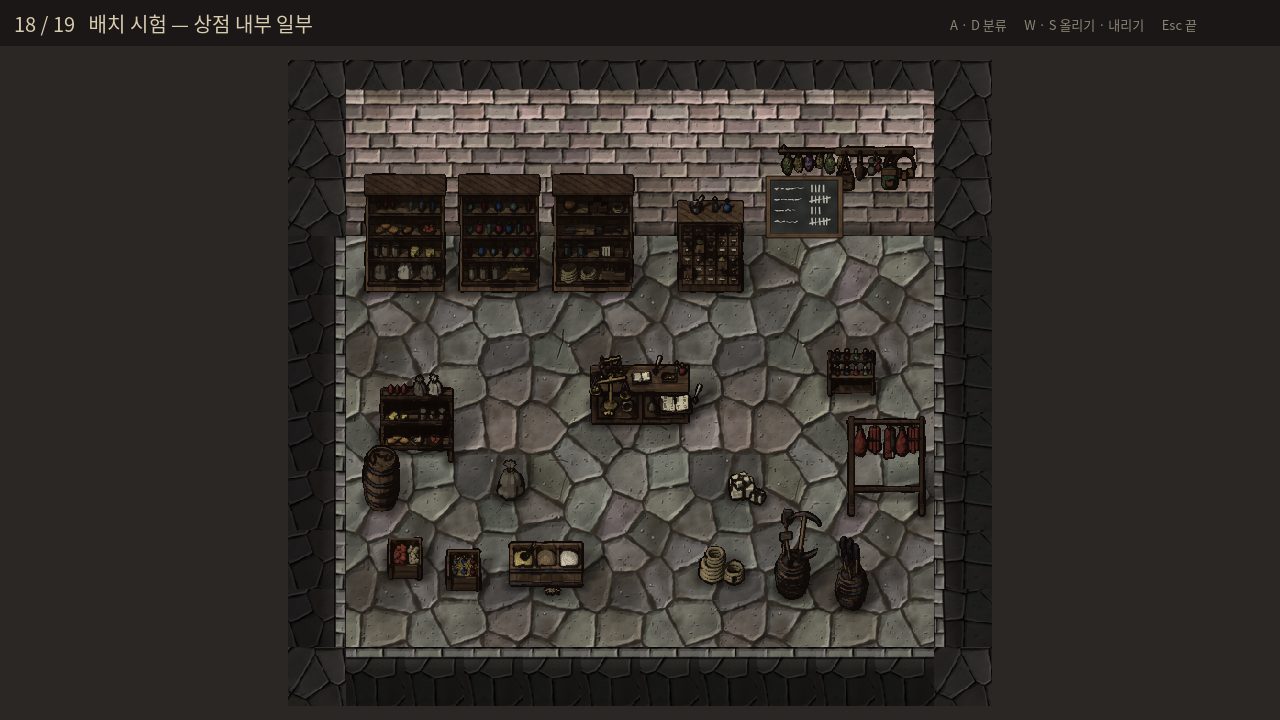 18 / 19 배치 시험 — 상점 내부 일부
A · D 분류 W · S 올리기 · 내리기 Esc 끝